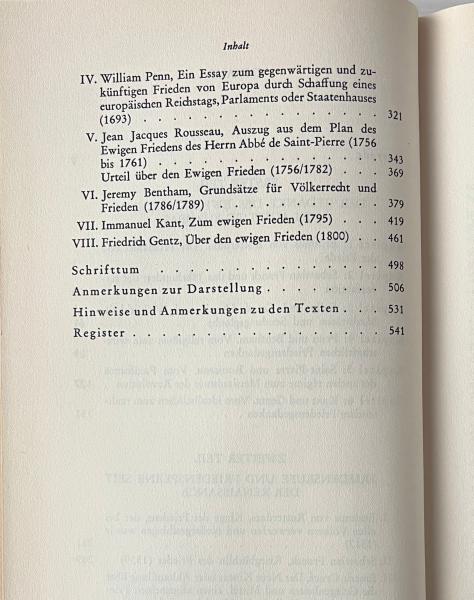 Inhalt
IV. William Penn, Ein Essay zum gegenwärtigen und zu-
künftigen Frieden von Europa durch Schaffung eines
europäischen Reichstags, Parlaments oder Staatenhauses
(1693) . . . . . . . . . . . . 321
V. Jean Jacques Rousseau, Auszug aus dem Plan des
Ewigen Friedens des Herrn Abbé de Saint-Pierre (1756
bis 1761) . . . . . . . . . . . . 343
Urteil über den Ewigen Frieden (1756/1782) . . . 369
VI. Jeremy Bentham, Grundsätze für Völkerrecht und
Frieden (1786/1789) . . . . . . . . . 379
VII. Immanuel Kant, Zum ewigen Frieden (1795) . . . 419
VIII. Friedrich Gentz, Über den ewigen Frieden (1800) . . 461
Schrifttum . . . . . . . . . . . . 498
Anmerkungen zur Darstellung . . . . . . . 506
Hinweise und Anmerkungen zu den Texten . . . 531
Register . . . . . . . . . . . . . 541